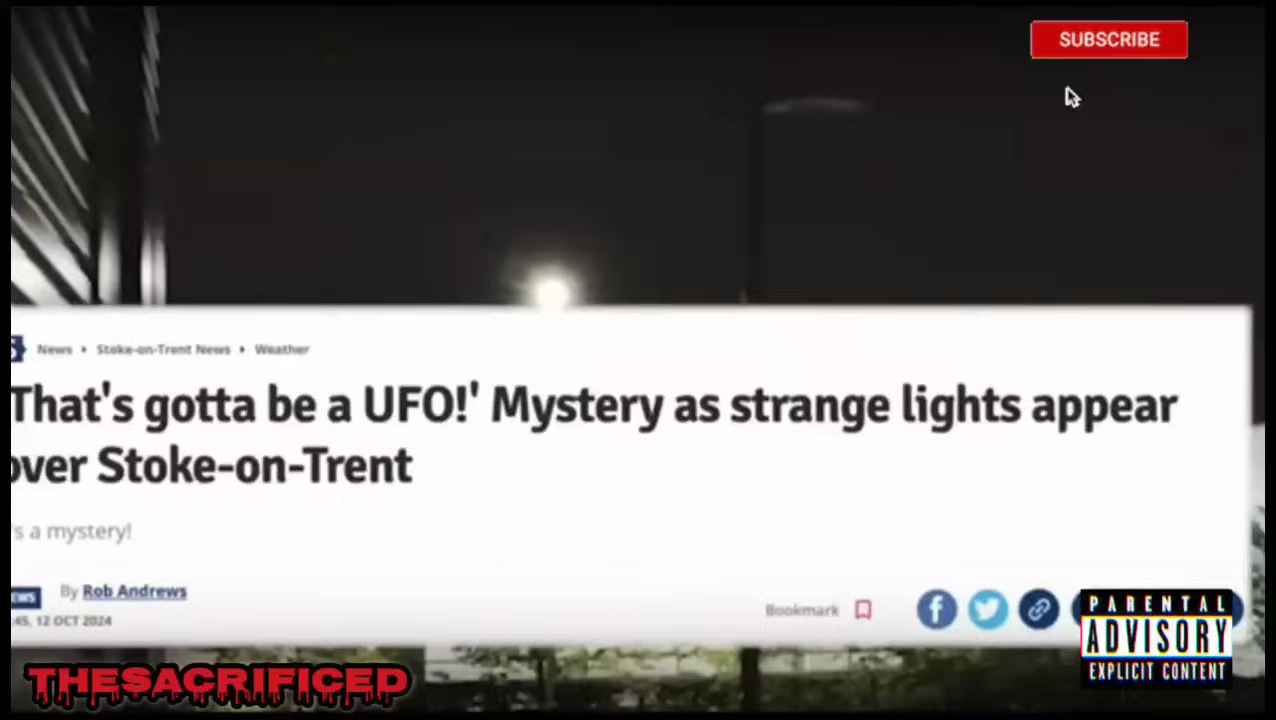 SUBSCRIBE
News Stoke-on-Trent News Weather
That's gotta be a UFO!' Mystery as strange lights appear
over Stoke-on-Trent
's a mystery!
By Rob Andrews
Bookmark
:45, 12 OCT 2024
PARENTAL
ADVISORY
EXPLICIT CONTENT
THESACRIFICED